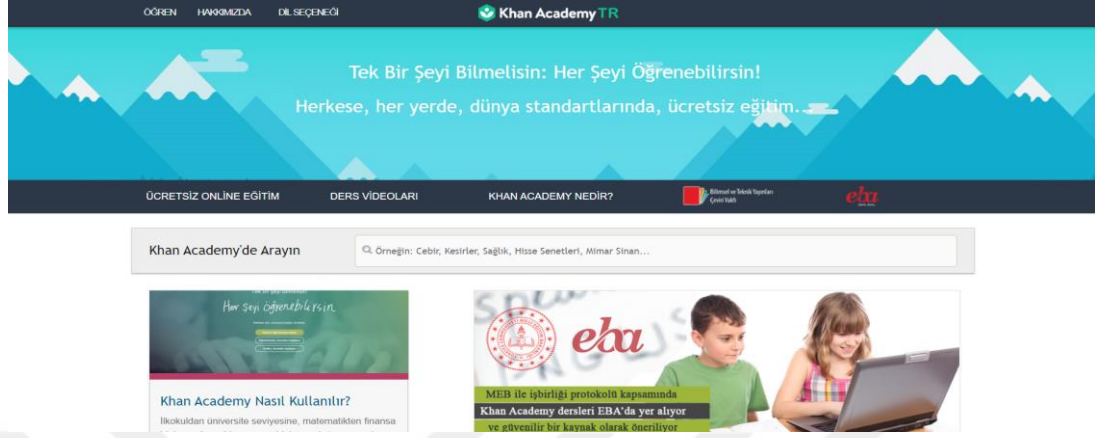 ÖĞREN HAKKIMIZDA DİL SEÇENEĞİ Khan Academy TR
Tek Bir Şeyi Bilmelisin: Her Şeyi Öğrenebilirsin!
Herkese, her yerde, dünya standartlarında, ücretsiz eğitim...
ÜCRETSİZ ONLİNE EĞİTİM DERS VİDEOLARI KHAN ACADEMY NEDİR? Bilimsel ve Teknik Yayınları eba
Çeviri Vakfı
Khan Academy'de Arayın Örneğin: Cebir, Kesirler, Sağlık, Hisse Senetleri, Mimar Sinan...
Her Şeyi öğrenebilirsin
Khan Academy Nasıl Kullanılır?
İlkokuldan üniversite seviyesine, matematikten finansa
eba
MEB ile işbirliği protokolü kapsamında
Khan Academy dersleri EBA'da yer alıyor
ve güvenilir bir kaynak olarak öneriliyor